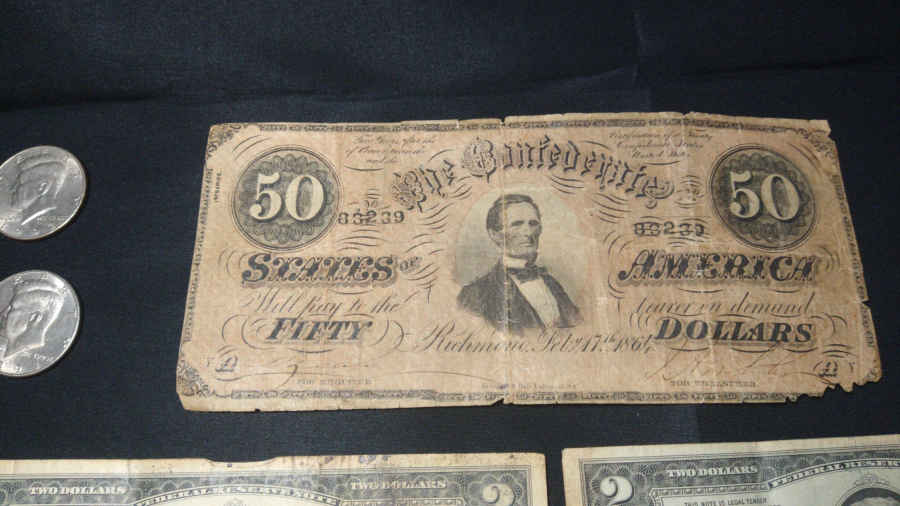 50
The Confederate
50
83239
83239
STATES OF
AMERICA
Will pay to the
bearer on demand
FIFTY
DOLLARS
Richmond, Feby 17th 1864
FOR REGISTER
FOR TREASURER
TWO DOLLARS
FEDERAL RESERVE NOTE
TWO DOLLARS
2
2
TWO DOLLARS
FEDERAL RESERVE
THIS NOTE IS LEGAL TENDER